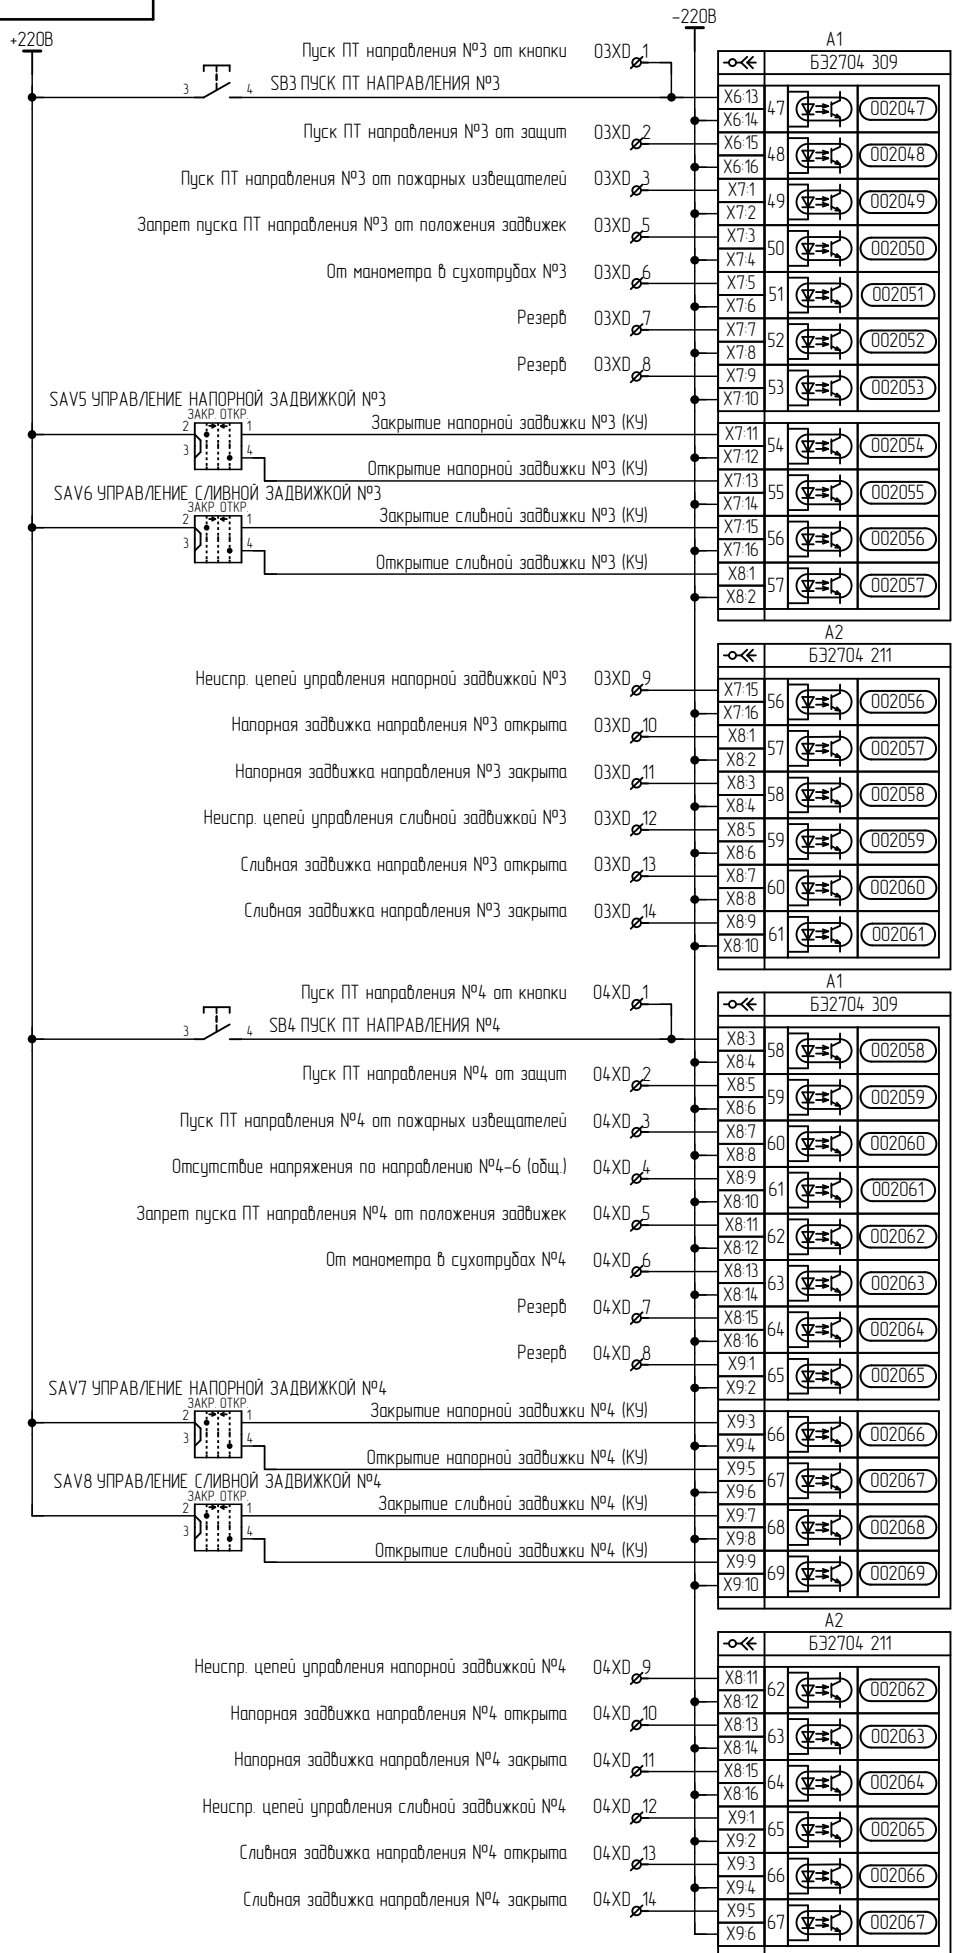 +220В
-220В
А1
БЭ2704 309
Пуск ПТ направления №3 от кнопки 03XD 1
3 4 SB3 ПУСК ПТ НАПРАВЛЕНИЯ №3
X6:13
X6:14
47 002047
Пуск ПТ направления №3 от защит 03XD 2
X6:15
X6:16
48 002048
Пуск ПТ направления №3 от пожарных извещателей 03XD 3
X7:1
X7:2
49 002049
Запрет пуска ПТ направления №3 от положения задвижек 03XD 5
X7:3
X7:4
50 002050
От манометра в сухотрубах №3 03XD 6
X7:5
X7:6
51 002051
Резерв 03XD 7
X7:7
X7:8
52 002052
Резерв 03XD 8
X7:9
X7:10
53 002053
SAV5 УПРАВЛЕНИЕ НАПОРНОЙ ЗАДВИЖКОЙ №3
ЗАКР. ОТКР.
2 1
3 4
Закрытие напорной задвижки №3 (КУ)
X7:11
X7:12
54 002054
Открытие напорной задвижки №3 (КУ)
X7:13
X7:14
55 002055
SAV6 УПРАВЛЕНИЕ СЛИВНОЙ ЗАДВИЖКОЙ №3
ЗАКР. ОТКР.
2 1
3 4
Закрытие сливной задвижки №3 (КУ)
X7:15
X7:16
56 002056
Открытие сливной задвижки №3 (КУ)
X8:1
X8:2
57 002057
А2
БЭ2704 211
Неиспр. цепей управления напорной задвижкой №3 03XD 9
X7:15
X7:16
56 002056
Напорная задвижка направления №3 открыта 03XD 10
X8:1
X8:2
57 002057
Напорная задвижка направления №3 закрыта 03XD 11
X8:3
X8:4
58 002058
Неиспр. цепей управления сливной задвижкой №3 03XD 12
X8:5
X8:6
59 002059
Сливная задвижка направления №3 открыта 03XD 13
X8:7
X8:8
60 002060
Сливная задвижка направления №3 закрыта 03XD 14
X8:9
X8:10
61 002061
А1
БЭ2704 309
Пуск ПТ направления №4 от кнопки 04XD 1
3 4 SB4 ПУСК ПТ НАПРАВЛЕНИЯ №4
X8:3
X8:4
58 002058
Пуск ПТ направления №4 от защит 04XD 2
X8:5
X8:6
59 002059
Пуск ПТ направления №4 от пожарных извещателей 04XD 3
X8:7
X8:8
60 002060
Отсутствие напряжения по направлению №4-6 (общ.) 04XD 4
X8:9
X8:10
61 002061
Запрет пуска ПТ направления №4 от положения задвижек 04XD 5
X8:11
X8:12
62 002062
От манометра в сухотрубах №4 04XD 6
X8:13
X8:14
63 002063
Резерв 04XD 7
X8:15
X8:16
64 002064
Резерв 04XD 8
X9:1
X9:2
65 002065
SAV7 УПРАВЛЕНИЕ НАПОРНОЙ ЗАДВИЖКОЙ №4
ЗАКР. ОТКР.
2 1
3 4
Закрытие напорной задвижки №4 (КУ)
X9:3
X9:4
66 002066
Открытие напорной задвижки №4 (КУ)
X9:5
X9:6
67 002067
SAV8 УПРАВЛЕНИЕ СЛИВНОЙ ЗАДВИЖКОЙ №4
ЗАКР. ОТКР.
2 1
3 4
Закрытие сливной задвижки №4 (КУ)
X9:7
X9:8
68 002068
Открытие сливной задвижки №4 (КУ)
X9:9
X9:10
69 002069
А2
БЭ2704 211
Неиспр. цепей управления напорной задвижкой №4 04XD 9
X8:11
X8:12
62 002062
Напорная задвижка направления №4 открыта 04XD 10
X8:13
X8:14
63 002063
Напорная задвижка направления №4 закрыта 04XD 11
X8:15
X8:16
64 002064
Неиспр. цепей управления сливной задвижкой №4 04XD 12
X9:1
X9:2
65 002065
Сливная задвижка направления №4 открыта 04XD 13
X9:3
X9:4
66 002066
Сливная задвижка направления №4 закрыта 04XD 14
X9:5
X9:6
67 002067